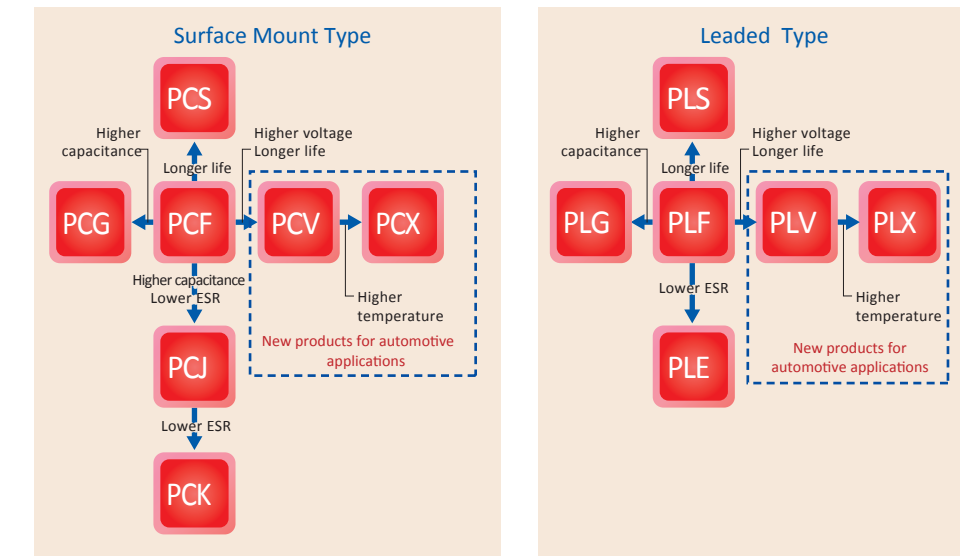 Surface Mount Type
PCS
Higher
capacitance
Higher voltage
Longer life
Longer life
PCG
PCF
PCV
PCX
Higher capacitance
Lower ESR
Higher
temperature
New products for automotive
applications
PCJ
Lower ESR
PCK
Leaded Type
PLS
Higher
capacitance
Higher voltage
Longer life
Longer life
PLG
PLF
PLV
PLX
Lower ESR
Higher
temperature
New products for
automotive applications
PLE